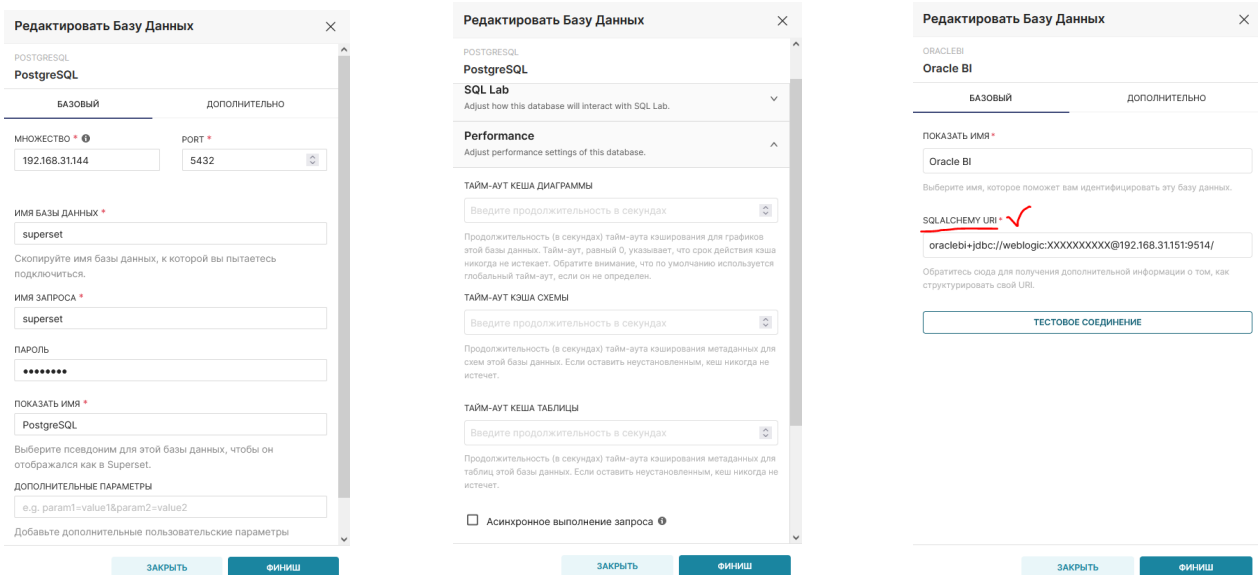 Редактировать Базу Данных
POSTGRESQL
PostgreSQL
БАЗОВЫЙ
ДОПОЛНИТЕЛЬНО
МНОЖЕСТВО *
PORT *
192.168.31.144
5432
ИМЯ БАЗЫ ДАННЫХ *
superset
Скопируйте имя базы данных, к которой вы пытаетесь
подключиться.
ИМЯ ЗАПРОСА *
superset
ПАРОЛЬ
••••••••
ПОКАЗАТЬ ИМЯ *
PostgreSQL
Выберите псевдоним для этой базы данных, чтобы он
отображался как в Superset.
ДОПОЛНИТЕЛЬНЫЕ ПАРАМЕТРЫ
e.g. param1=value1&param2=value2
Добавьте дополнительные пользовательские параметры
ЗАКРЫТЬ
ФИНИШ
Редактировать Базу Данных
POSTGRESQL
PostgreSQL
SQL Lab
Adjust how this database will interact with SQL Lab.
Performance
Adjust performance settings of this database.
ТАЙМ-АУТ КЕША ДИАГРАММЫ
Введите продолжительность в секундах
Продолжительность (в секундах) тайм-аута кэширования для графиков
этой базы данных. Тайм-аут, равный 0, указывает, что срок действия кэша
никогда не истекает. Обратите внимание, что по умолчанию используется
глобальный тайм-аут, если он не определен.
ТАЙМ-АУТ КЭША СХЕМЫ
Введите продолжительность в секундах
Продолжительность (в секундах) тайм-аута кэширования метаданных для
схем этой базы данных. Если оставить неустановленным, кеш никогда не
истечет.
ТАЙМ-АУТ КЕША ТАБЛИЦЫ
Введите продолжительность в секундах
Продолжительность (в секундах) тайм-аута кэширования метаданных для
таблиц этой базы данных. Если оставить неустановленным, кеш никогда не
истечет.
Асинхронное выполнение запроса
ЗАКРЫТЬ
ФИНИШ
Редактировать Базу Данных
ORACLEBI
Oracle BI
БАЗОВЫЙ
ДОПОЛНИТЕЛЬНО
ПОКАЗАТЬ ИМЯ *
Oracle BI
Выберите имя, которое поможет вам идентифицировать эту базу данных.
SQLALCHEMY URI *
oraclebi+jdbc://weblogic:XXXXXXXXXX@192.168.31.151:9514/
Обратитесь сюда для получения дополнительной информации о том, как
структурировать свой URI.
ТЕСТОВОЕ СОЕДИНЕНИЕ
ЗАКРЫТЬ
ФИНИШ